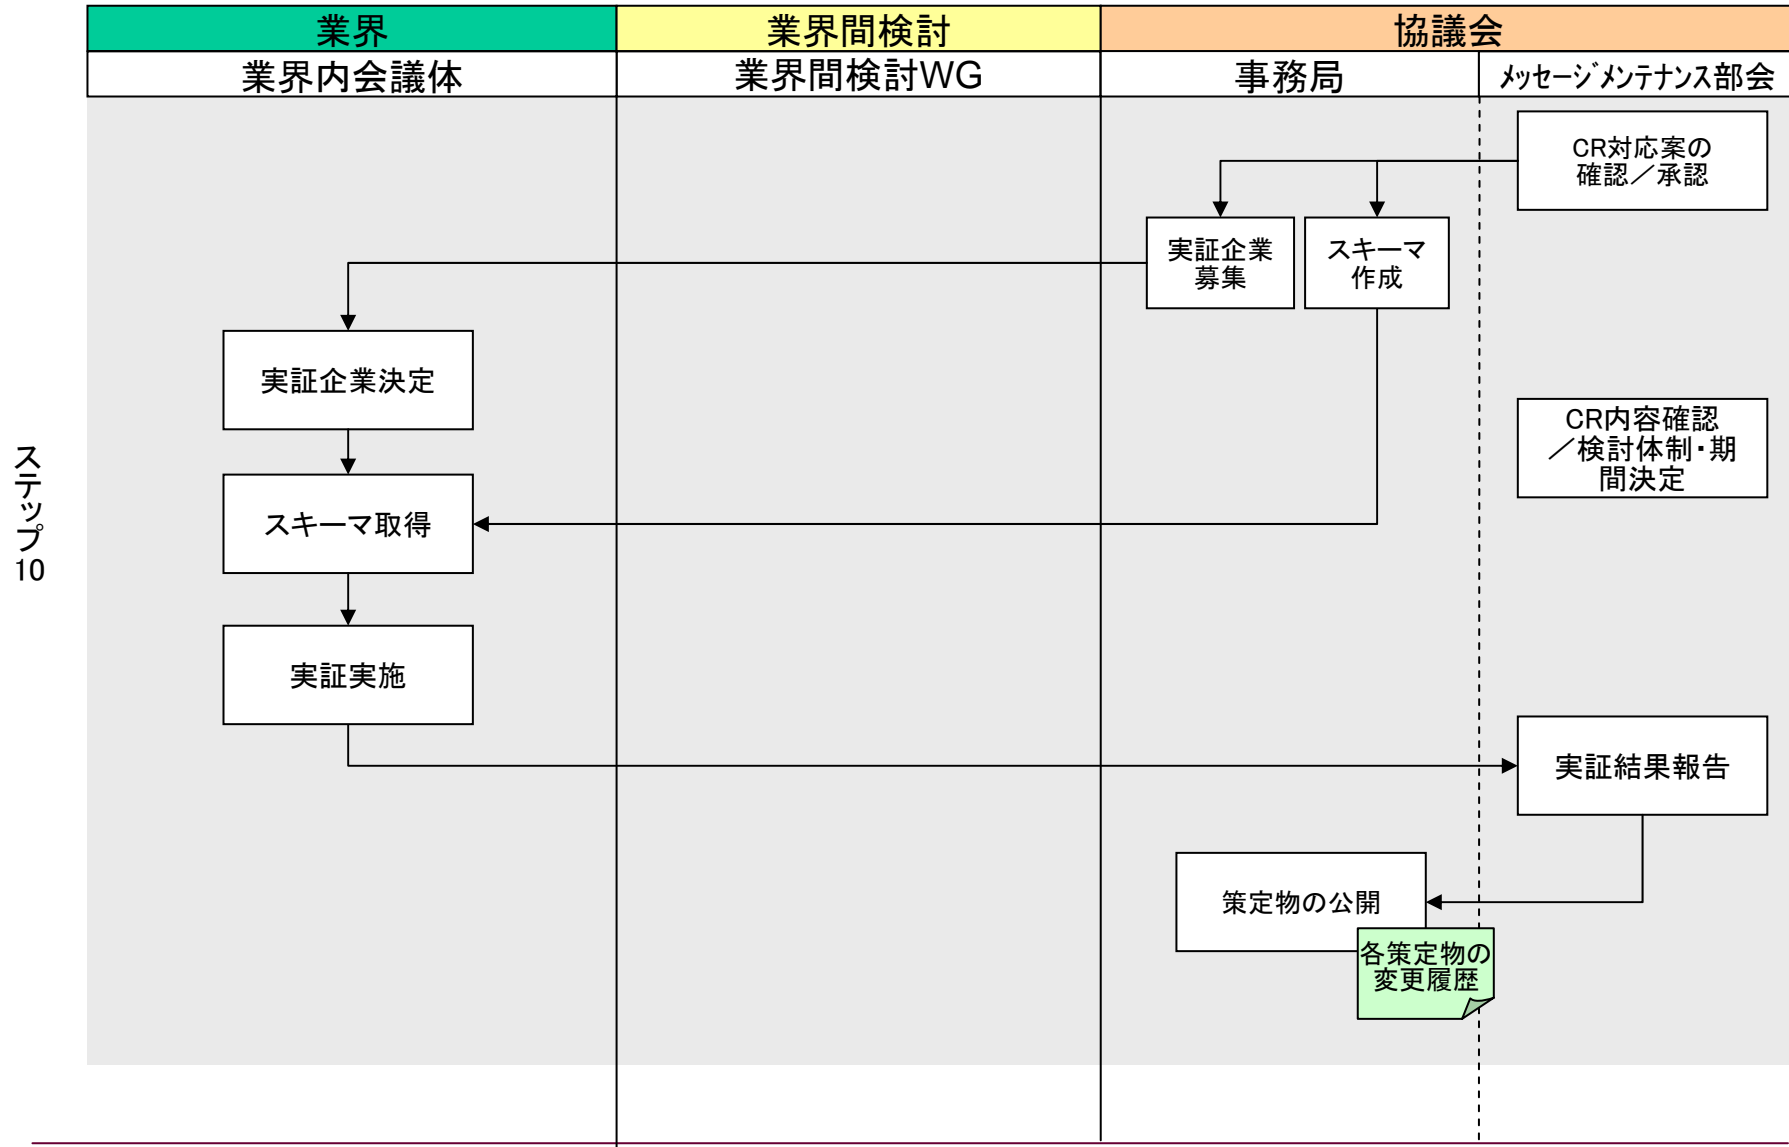 業界
業界間検討
協議会
業界内会議体
業界間検討WG
事務局
ﾒｯｾｰｼﾞﾒﾝﾃﾅﾝｽ部会
CR対応案の
確認／承認
実証企業
募集
スキーマ
作成
実証企業決定
CR内容確認
／検討体制・期
間決定
ステップ10
スキーマ取得
実証実施
実証結果報告
策定物の公開
各策定物の
変更履歴